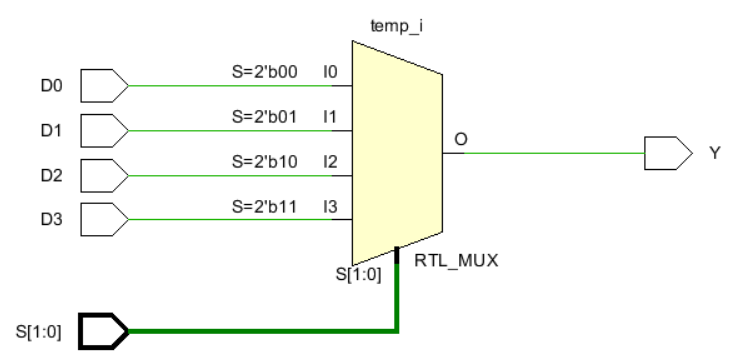 temp_i
D0 S=2'b00 I0
D1 S=2'b01 I1
O
D2 S=2'b10 I2
Y
D3 S=2'b11 I3
S[1:0] RTL_MUX
S[1:0]